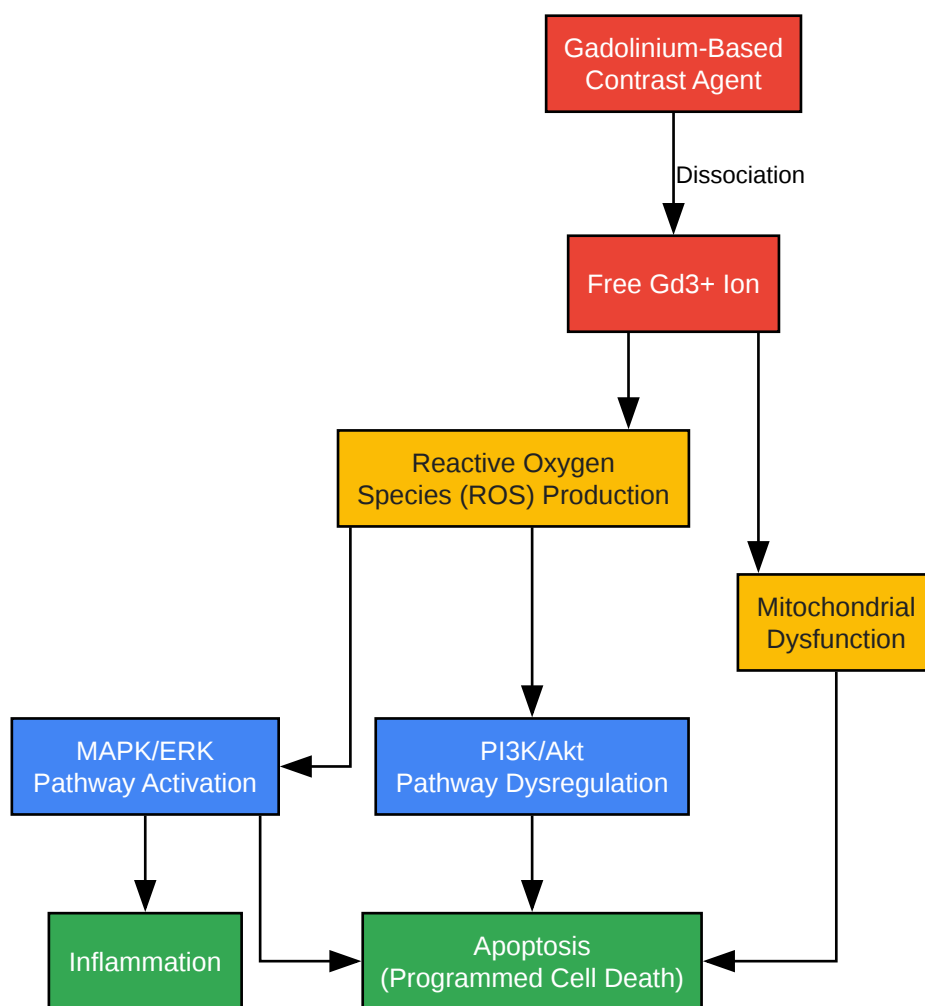 Gadolinium-Based
Contrast Agent
Dissociation
Free Gd3+ Ion
Reactive Oxygen
Species (ROS) Production
Mitochondrial
Dysfunction
MAPK/ERK
Pathway Activation
PI3K/Akt
Pathway Dysregulation
Inflammation
Apoptosis
(Programmed Cell Death)